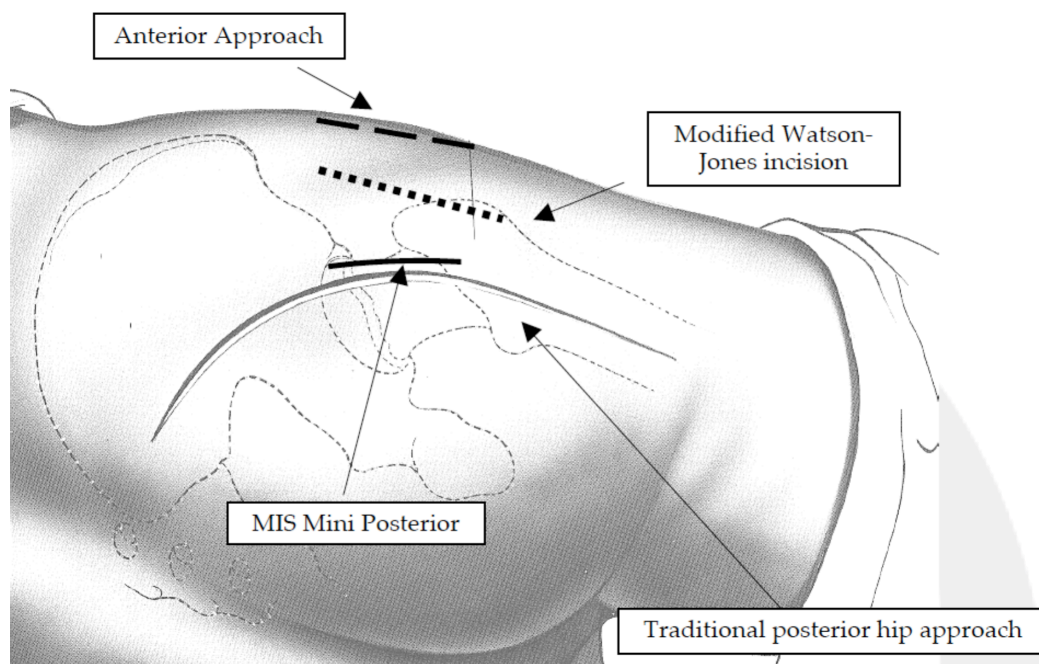 Anterior Approach
Modified Watson-
Jones incision
MIS Mini Posterior
Traditional posterior hip approach